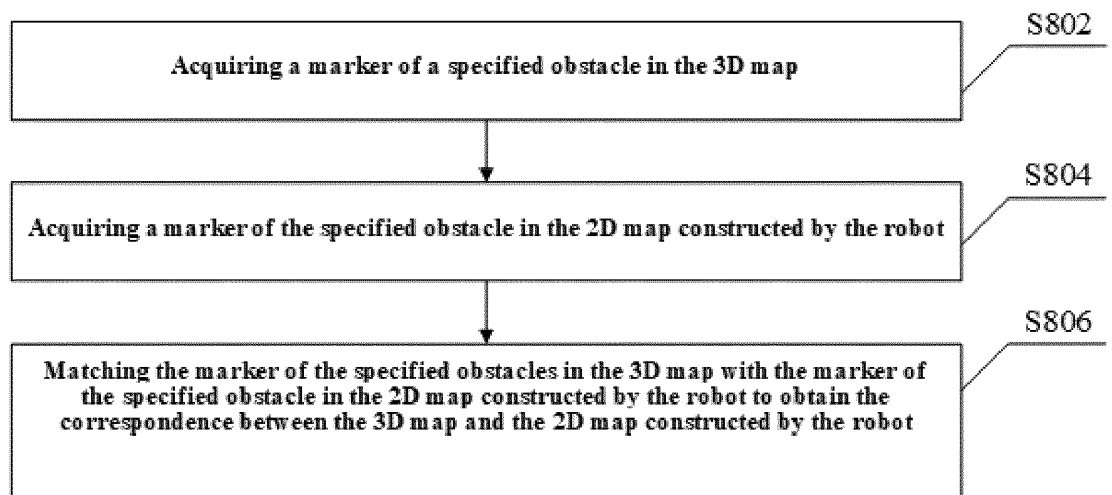 S802
Acquiring a marker of a specified obstacle in the 3D map
S804
Acquiring a marker of the specified obstacle in the 2D map constructed by the robot
S806
Matching the marker of the specified obstacles in the 3D map with the marker of
the specified obstacle in the 2D map constructed by the robot to obtain the
correspondence between the 3D map and the 2D map constructed by the robot